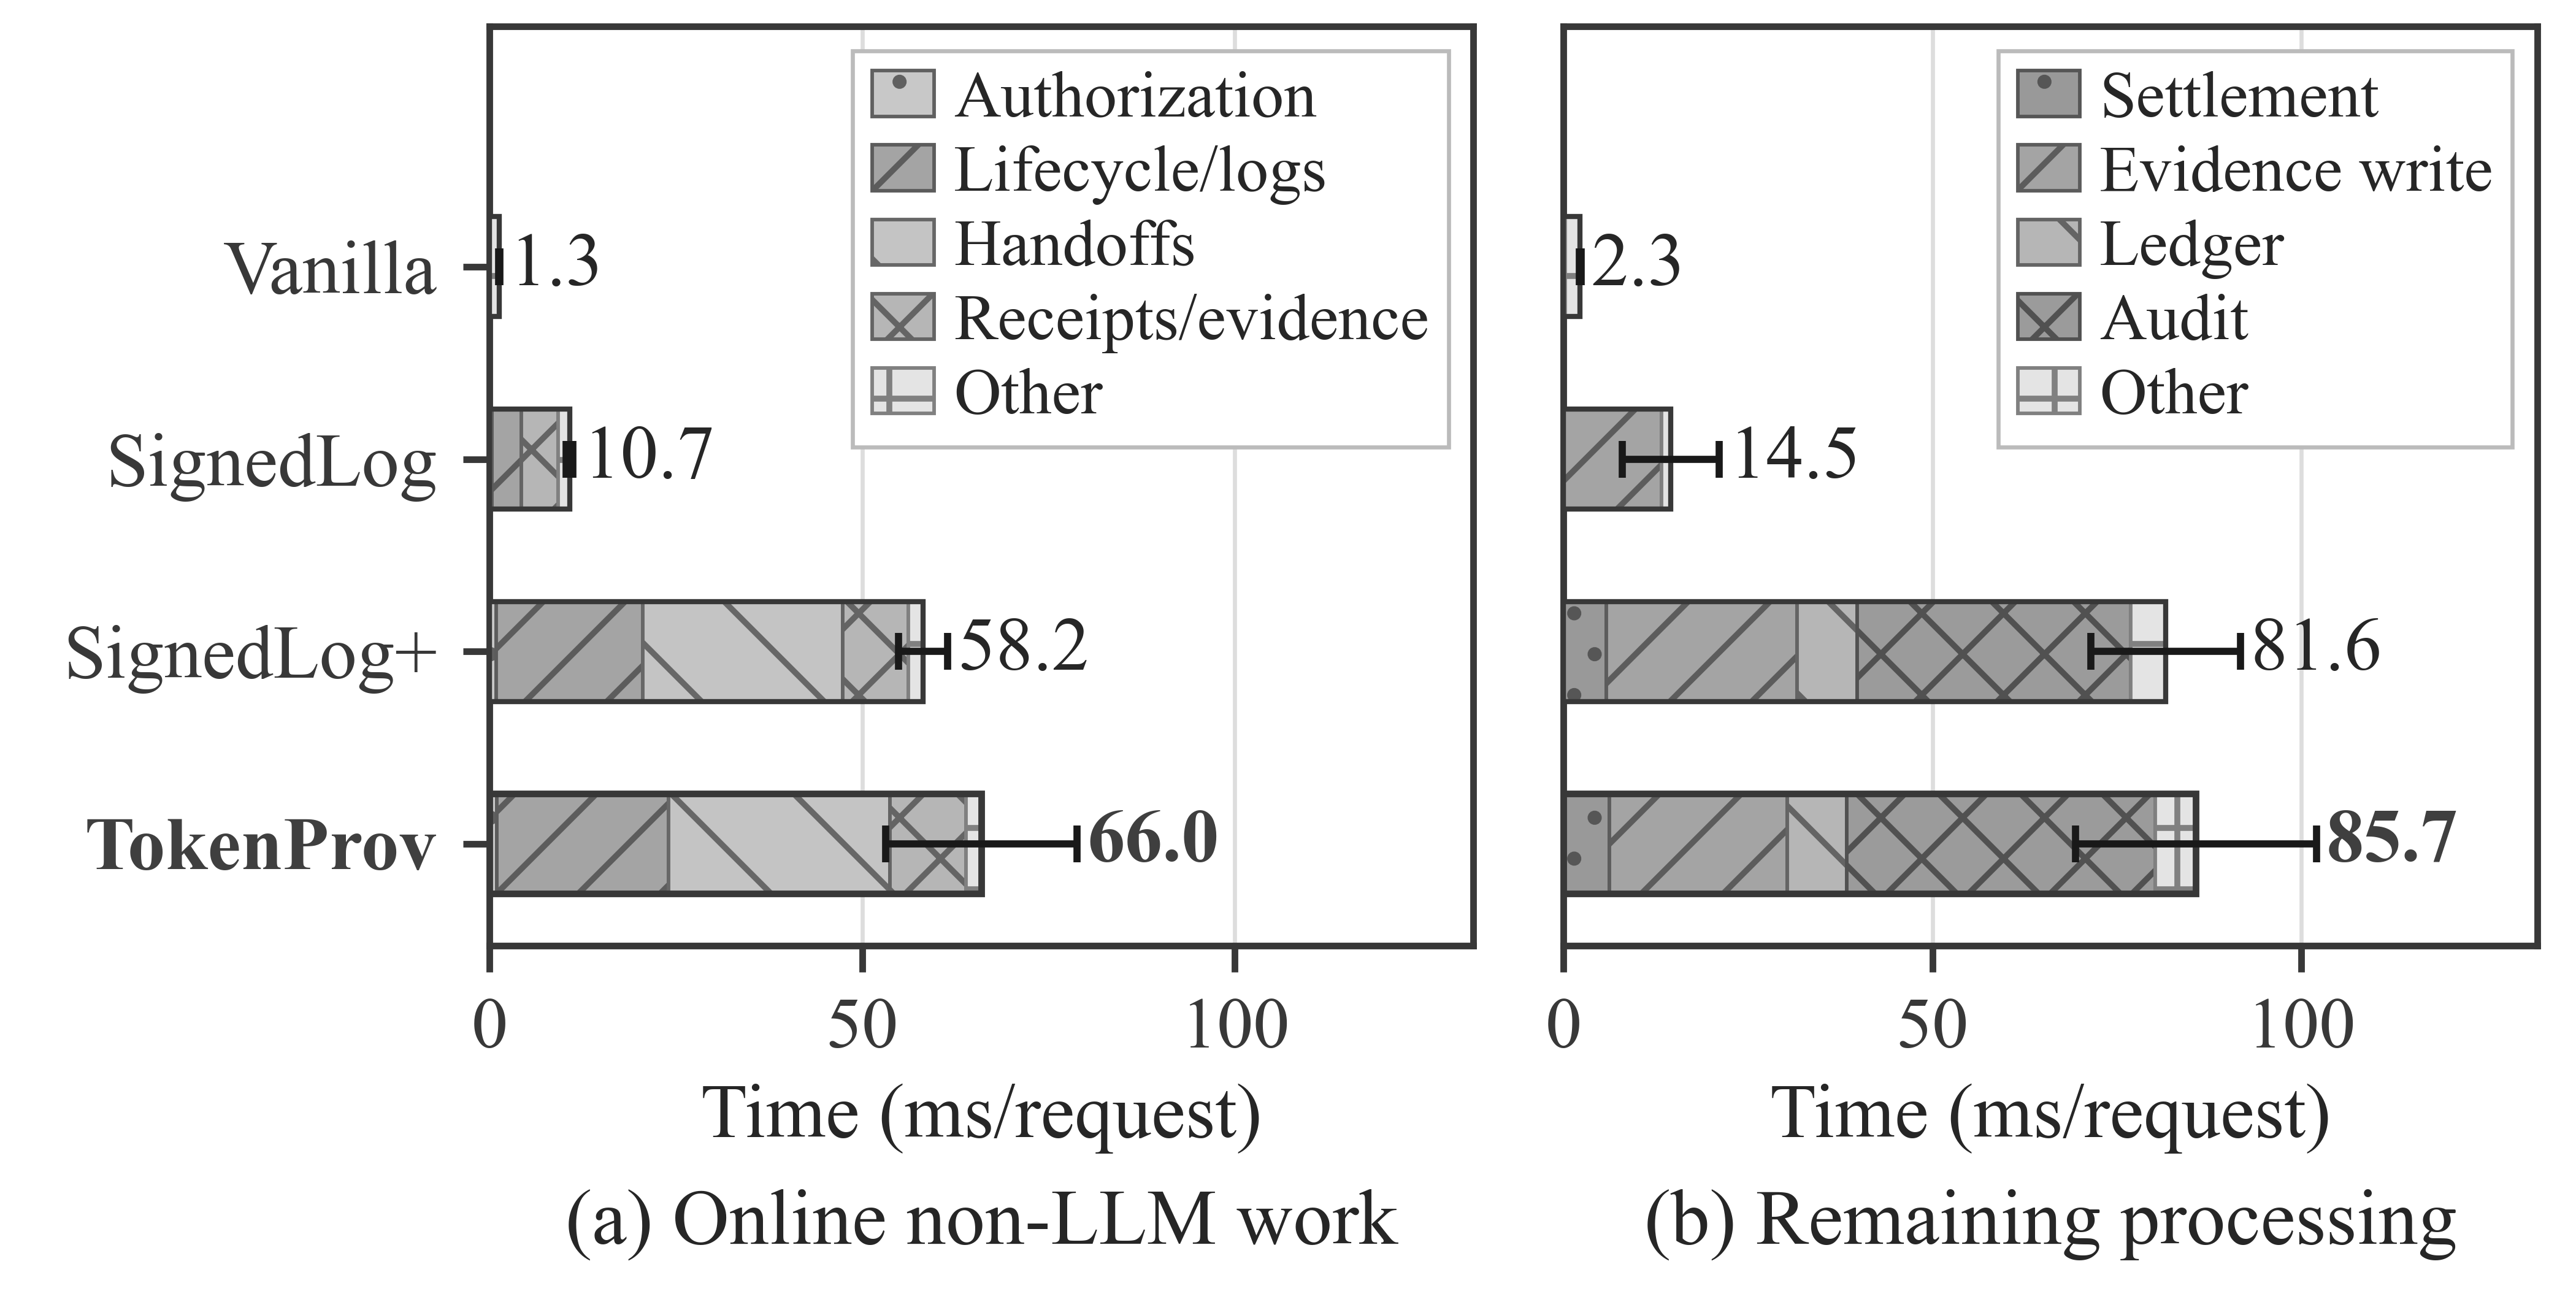 Authorization
Lifecycle/logs
Handoffs
Receipts/evidence
Other
Vanilla
1.3
SignedLog
10.7
SignedLog+
58.2
TokenProv
66.0
0
50
100
Time (ms/request)
(a) Online non-LLM work
Settlement
Evidence write
Ledger
Audit
Other
2.3
14.5
81.6
85.7
0
50
100
Time (ms/request)
(b) Remaining processing